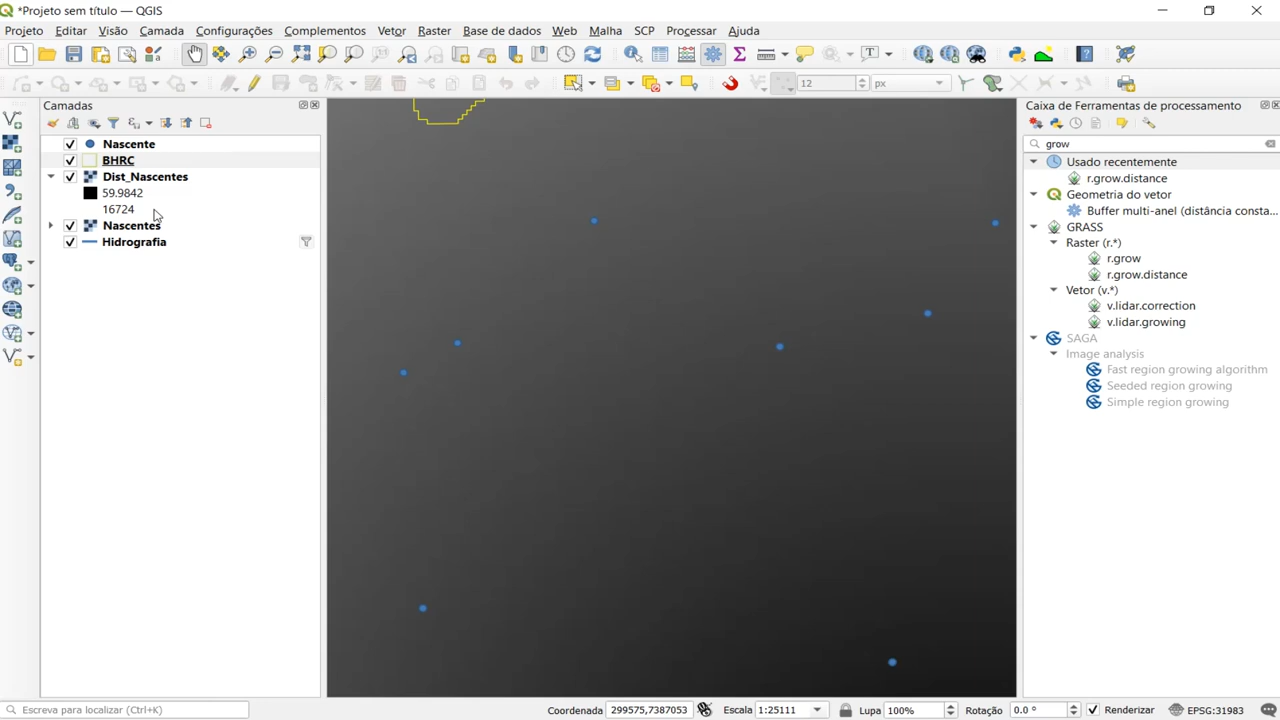 *Projeto sem título — QGIS
Projeto Editar Visão Camada Configurações Complementos Vetor Raster Base de dados Web Malha SCP Processar Ajuda
12 px
Camadas
Nascente
BHRC
Dist_Nascentes
59.9842
16724
Nascentes
Hidrografia
Caixa de Ferramentas de processamento
grow
Usado recentemente
r.grow.distance
Geometria do vetor
Buffer multi-anel (distância consta...
GRASS
Raster (r.*)
r.grow
r.grow.distance
Vetor (v.*)
v.lidar.correction
v.lidar.growing
SAGA
Image analysis
Fast region growing algorithm
Seeded region growing
Simple region growing
Escreva para localizar (Ctrl+K) Coordenada 299575,7387053 Escala 1:25111 Lupa 100% Rotação 0.0 ° Renderizar EPSG:31983